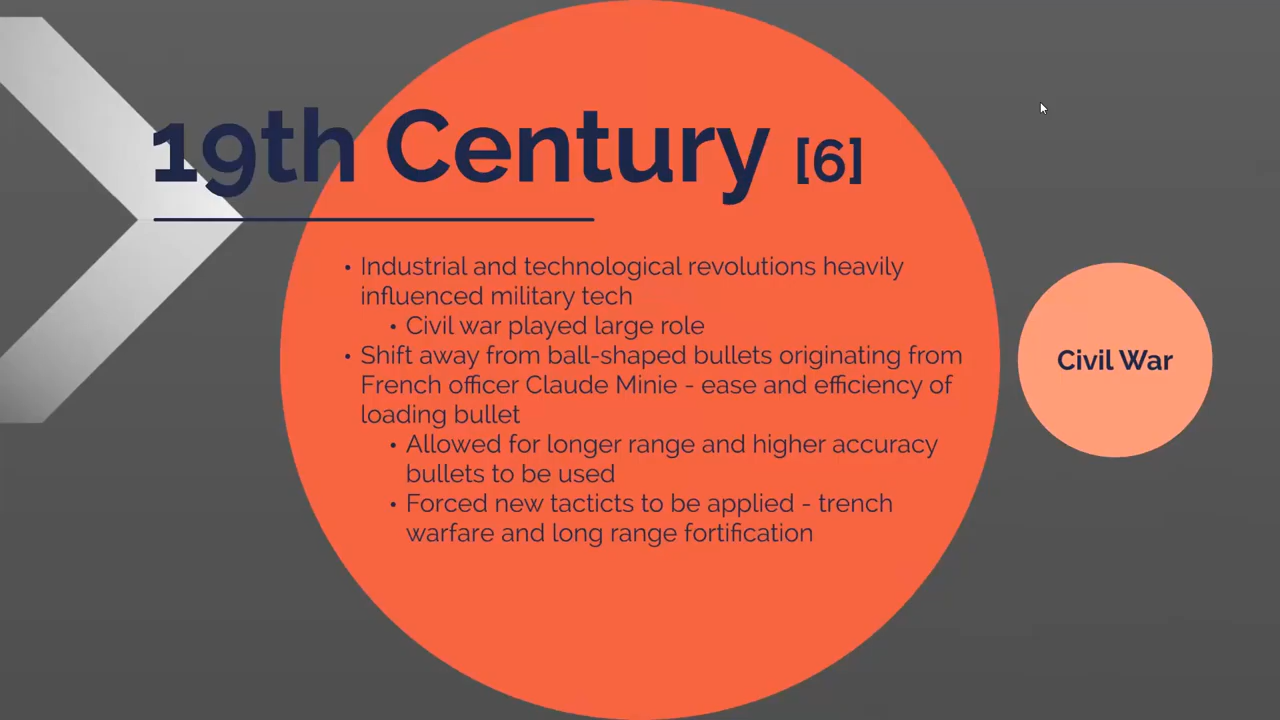 19th Century [6]
• Industrial and technological revolutions heavily
influenced military tech
• Civil war played large role
• Shift away from ball-shaped bullets originating from
French officer Claude Minie - ease and efficiency of
loading bullet
• Allowed for longer range and higher accuracy
bullets to be used
• Forced new tacticts to be applied - trench
warfare and long range fortification
Civil War